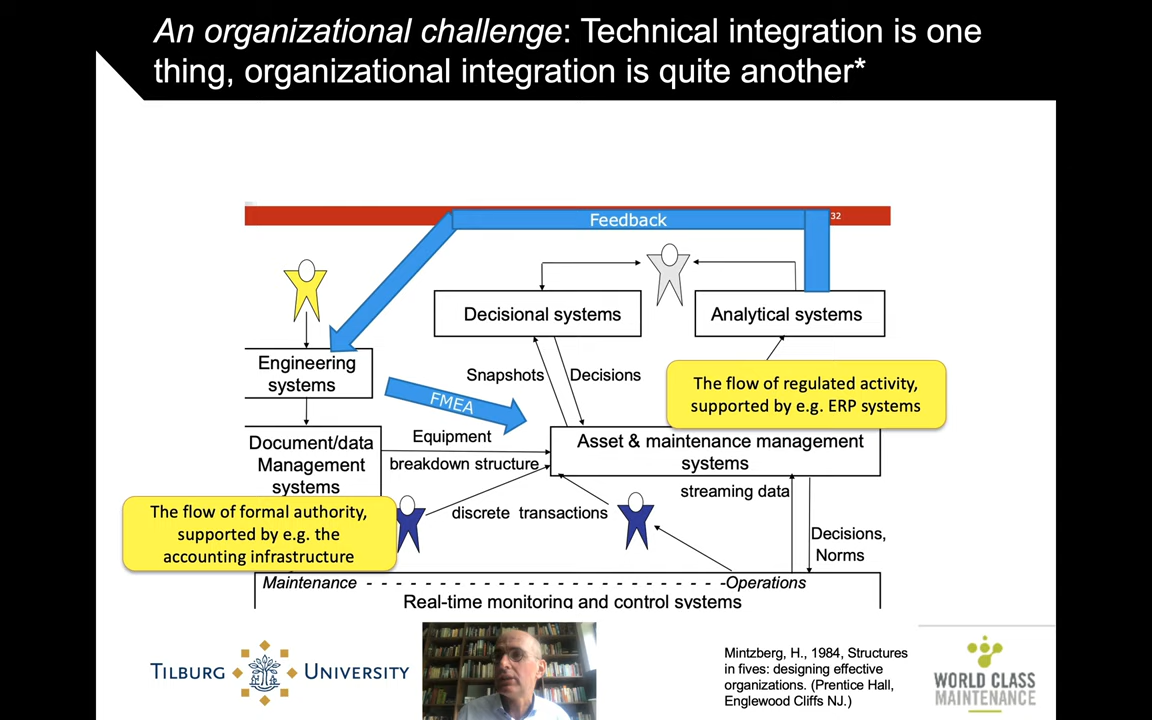 An organizational challenge: Technical integration is one
thing, organizational integration is quite another*
Feedback
32
Decisional systems
Analytical systems
Engineering
systems
Snapshots
Decisions
The flow of regulated activity,
supported by e.g. ERP systems
FMEA
Document/data
Management
systems
Equipment
breakdown structure
Asset & maintenance management
systems
streaming data
The flow of formal authority,
supported by e.g. the
accounting infrastructure
discrete transactions
Decisions,
Norms
Maintenance
Operations
Real-time monitoring and control systems
TILBURG UNIVERSITY
Mintzberg, H., 1984, Structures
in fives: designing effective
organizations. (Prentice Hall,
Englewood Cliffs NJ.)
WORLD CLASS
MAINTENANCE